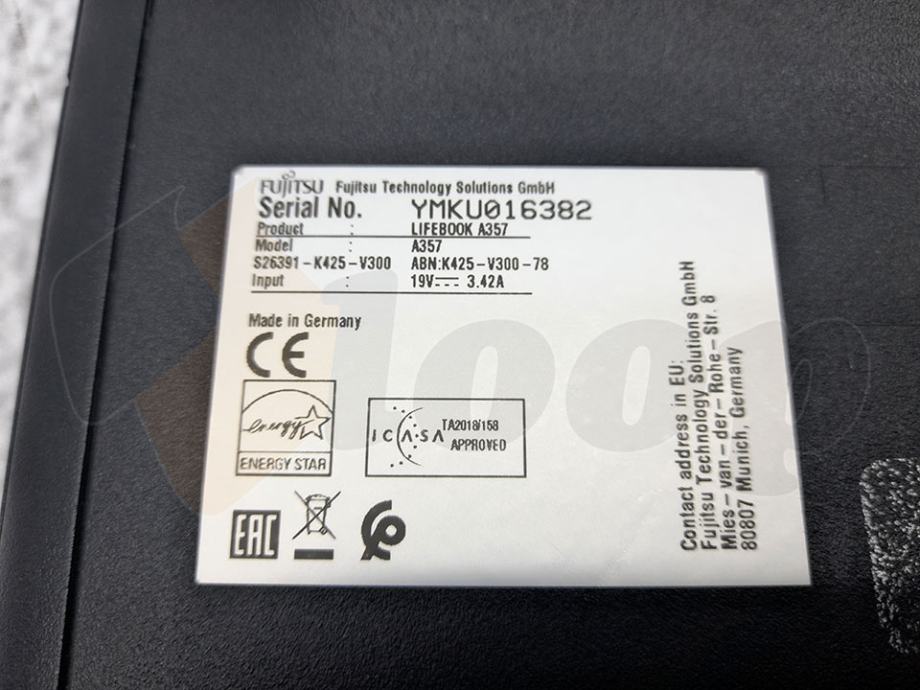 FUJITSU Fujitsu Technology Solutions GmbH
Serial No. YMKU016382
Product : LIFEBOOK A357
Model : A357
S26391-K425-V300 ABN:K425-V300-78
Input : 19V 3.42A
Made in Germany
CE
energy
ENERGY STAR
ICASA TA2018/158
APPROVED
EAC
Contact address in EU:
Fujitsu Technology Solutions GmbH
Mies-van-der-Rohe-Str. 8
80807 Munich, Germany
loop